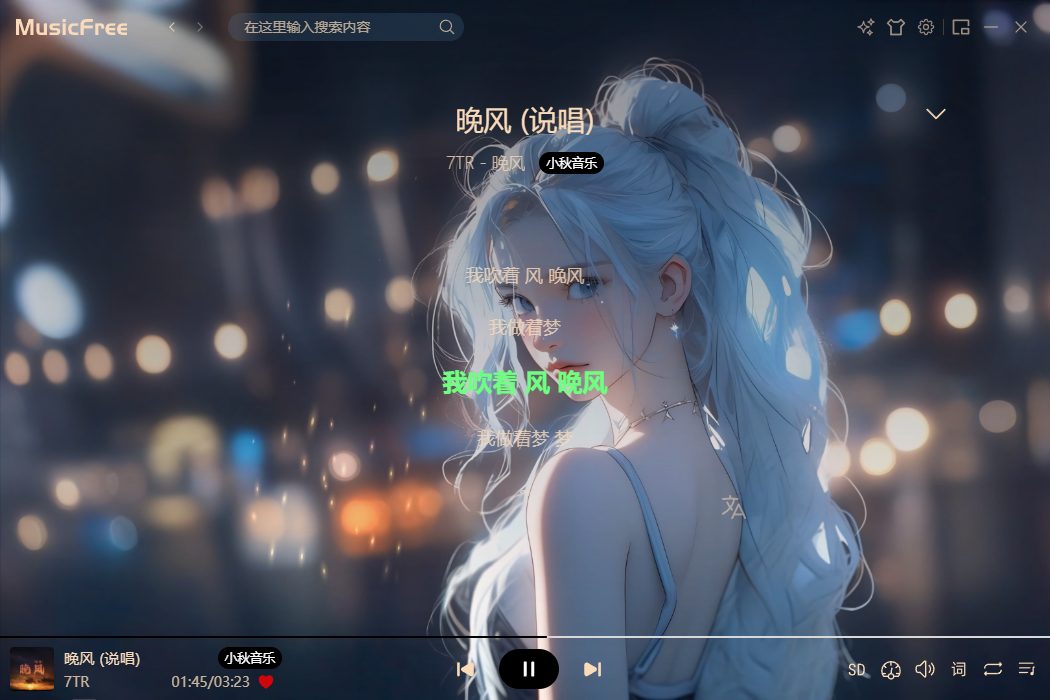 MusicFree
在这里输入搜索内容
晚风 (说唱)
7TR - 晚风 小秋音乐
我吹着 风 晚风
我做着梦
我吹着 风 晚风
我做着梦 梦
晚风
晚风 (说唱) 小秋音乐
7TR 01:45/03:23
SD 词